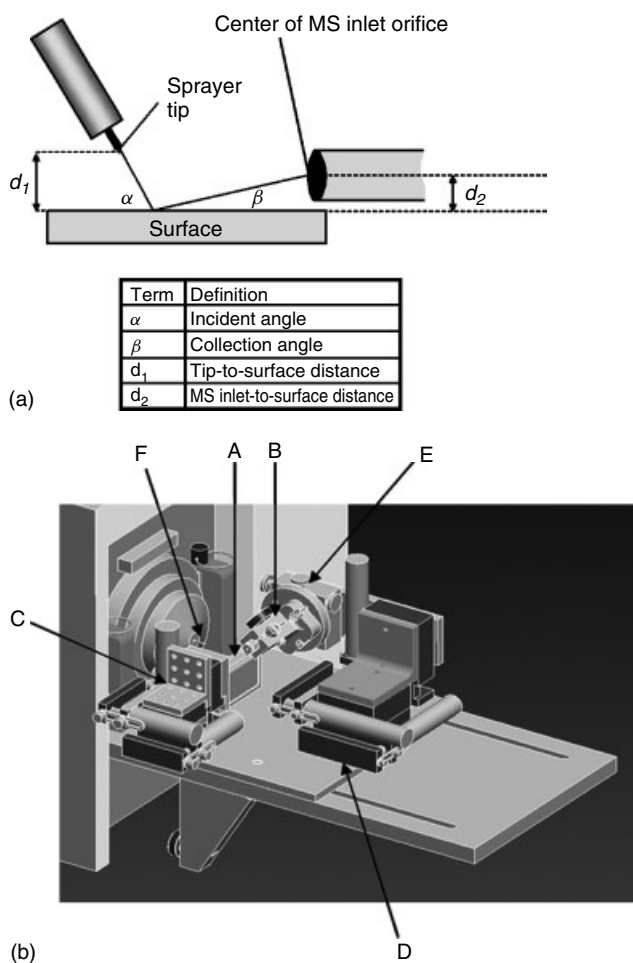 Center of MS inlet orifice
Sprayer
tip
d1
α
β
d2
Surface
Term Definition
α Incident angle
β Collection angle
d1 Tip-to-surface distance
d2 MS inlet-to-surface distance
(a)
F A B E
C
D
(b)